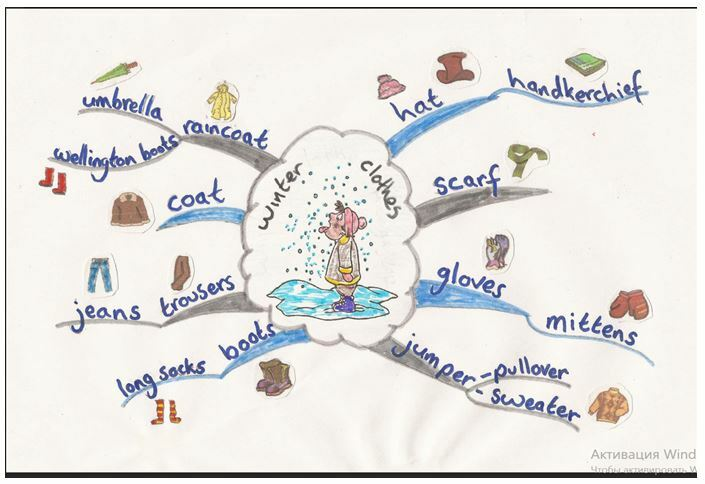 winter
clothes
hat
handkerchief
scarf
gloves
mittens
jumper
-pullover
-sweater
boots
long socks
trousers
jeans
coat
raincoat
umbrella
wellington boots
Активация Wind
Чтобы активировать W